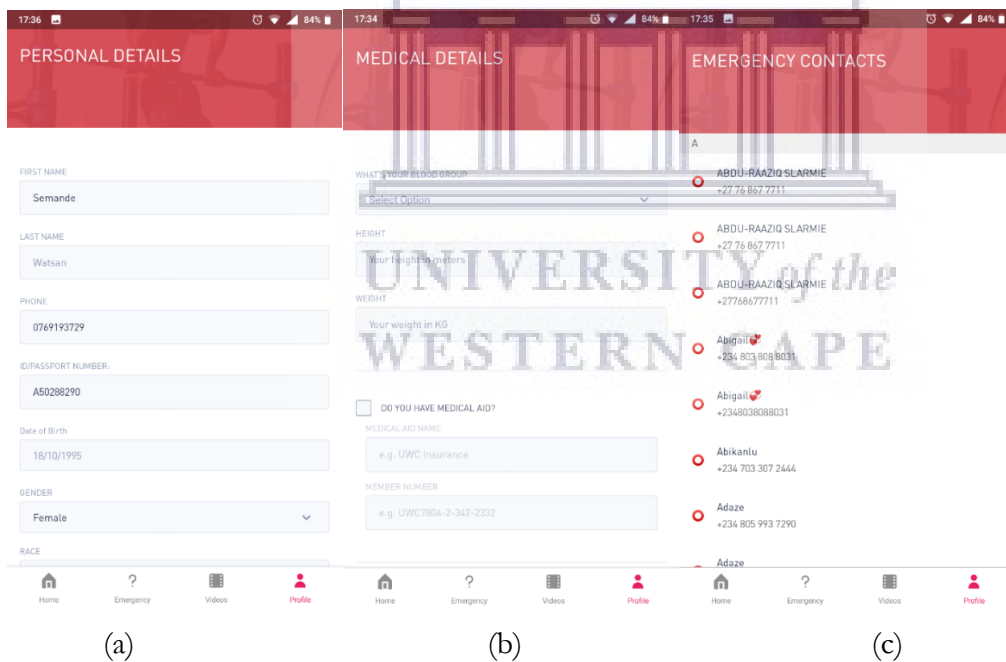 17:36 84%
PERSONAL DETAILS
FIRST NAME
Semande
LAST NAME
Watsan
PHONE
0769193729
ID/PASSPORT NUMBER:
A50288290
Date of Birth
18/10/1995
GENDER
Female
RACE
Home Emergency Videos Profile
(a)
17:34 84%
MEDICAL DETAILS
WHAT'S YOUR BLOOD GROUP
Select Option
HEIGHT
Your height in meters
WEIGHT
Your weight in KG
DO YOU HAVE MEDICAL AID?
MEDICAL AID NAME
e.g. UWC Insurance
MEMBER NUMBER
e.g. UWC7804-2-342-2332
Home Emergency Videos Profile
(b)
17:35 84%
EMERGENCY CONTACTS
A
ABDU-RAAZIQ SLARMIE
+27 76 867 7711
ABDU-RAAZIQ SLARMIE
+27 76 867 7711
ABDU-RAAZIQ SLARMIE
+27768677711
Abigail💞
+234 803 808 8031
Abigail💞
+2348038088031
Abikanlu
+234 703 307 2444
Adaze
+234 805 993 7290
Adaze
Home Emergency Videos Profile
(c)
UNIVERSITY of the
WESTERN CAPE